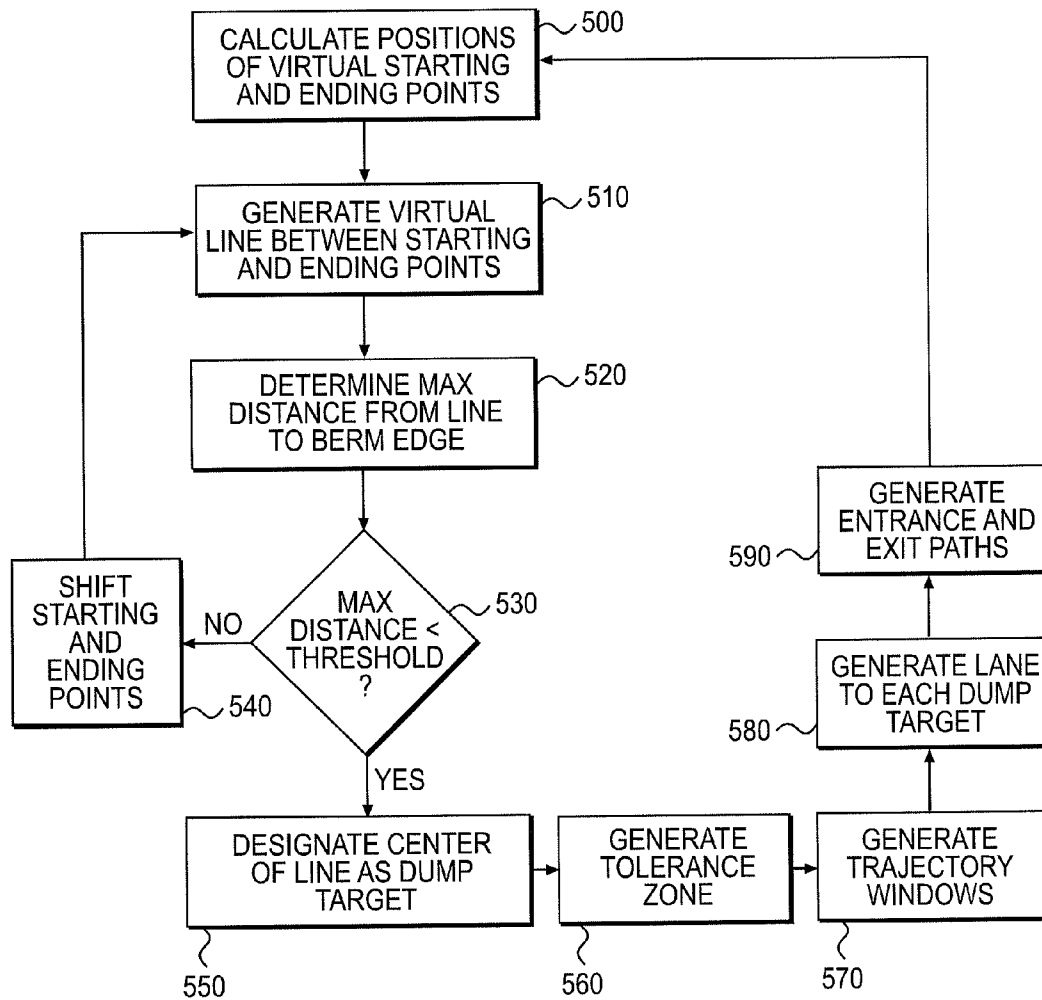 CALCULATE POSITIONS
OF VIRTUAL STARTING
AND ENDING POINTS
500
GENERATE VIRTUAL
LINE BETWEEN STARTING
AND ENDING POINTS
510
DETERMINE MAX
DISTANCE FROM LINE
TO BERM EDGE
520
MAX
DISTANCE <
THRESHOLD
?
530
NO
SHIFT
STARTING
AND
ENDING
POINTS
540
YES
DESIGNATE CENTER
OF LINE AS DUMP
TARGET
550
GENERATE
TOLERANCE
ZONE
560
GENERATE
TRAJECTORY
WINDOWS
570
GENERATE LANE
TO EACH DUMP
TARGET
580
GENERATE
ENTRANCE AND
EXIT PATHS
590